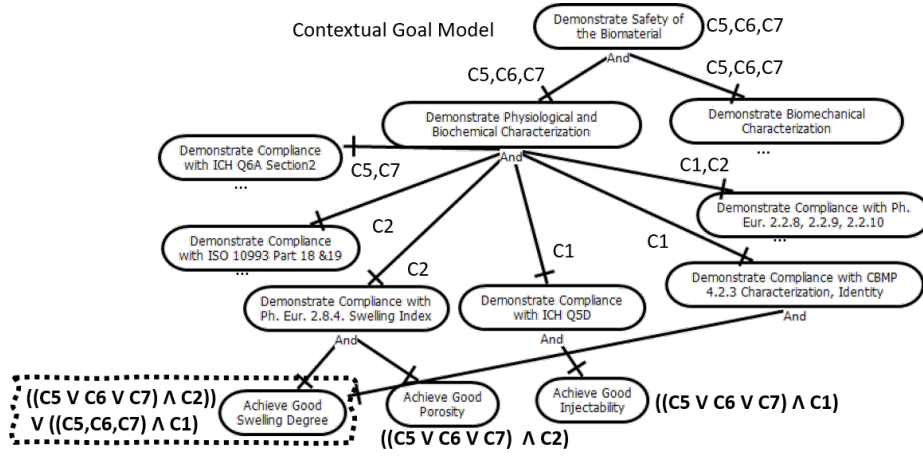 Contextual Goal Model
Demonstrate Safety of
the Biomaterial
C5,C6,C7
And
C5,C6,C7
C5,C6,C7
Demonstrate Physiological and
Biochemical Characterization
Demonstrate Biomechanical
Characterization
...
And
Demonstrate Compliance
with ICH Q6A Section2
...
C5,C7
C1,C2
Demonstrate Compliance with Ph.
Eur. 2.2.8, 2.2.9, 2.2.10
...
C2
Demonstrate Compliance
with ISO 10993 Part 18 &19
...
C2
C1
C1
Demonstrate Compliance with CBMP
4.2.3 Characterization, Identity
And
Demonstrate Compliance with
Ph. Eur. 2.8.4. Swelling Index
And
Demonstrate Compliance
with ICH Q5D
And
((C5 V C6 V C7) Λ C2))
V ((C5,C6,C7) Λ C1)
Achieve Good
Swelling Degree
Achieve Good
Porosity
((C5 V C6 V C7) Λ C2)
Achieve Good
Injectability
((C5 V C6 V C7) Λ C1)